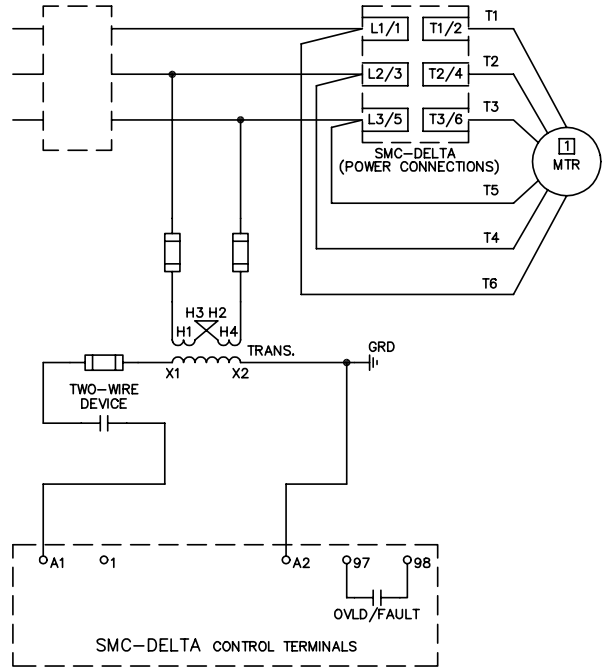 T1
L1/1 T1/2
T2
L2/3 T2/4
T3
L3/5 T3/6
SMC-DELTA
(POWER CONNECTIONS)
1
MTR
T5
T4
T6
H3 H2
H1 H4
TRANS.
GRD
X1 X2
TWO-WIRE
DEVICE
A1 1 A2 97 98
OVLD/FAULT
SMC-DELTA CONTROL TERMINALS